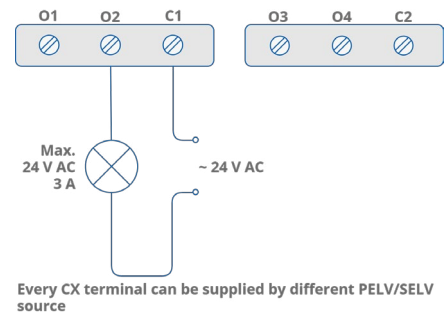 O1 O2 C1 O3 O4 C2
Max.
24 V AC
3 A
~ 24 V AC
Every CX terminal can be supplied by different PELV/SELV
source